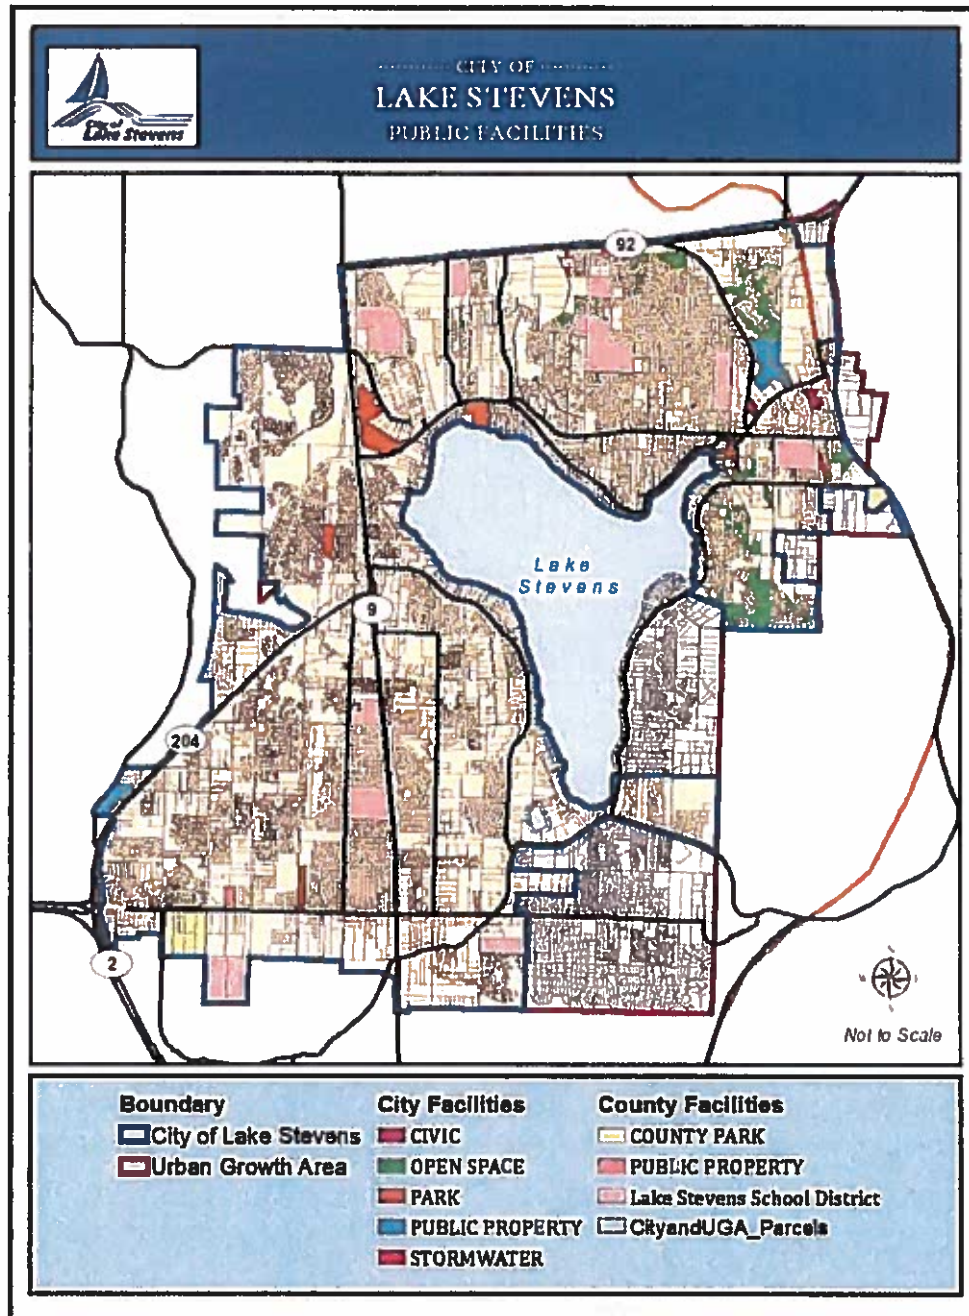 CITY OF
LAKE STEVENS
PUBLIC FACILITIES
City of
Lake Stevens
92
Lake
Stevens
9
204
2
Not to Scale
Boundary
City of Lake Stevens
Urban Growth Area
City Facilities
CIVIC
OPEN SPACE
PARK
PUBLIC PROPERTY
STORMWATER
County Facilities
COUNTY PARK
PUBLIC PROPERTY
Lake Stevens School District
CityandUGA_Parcels